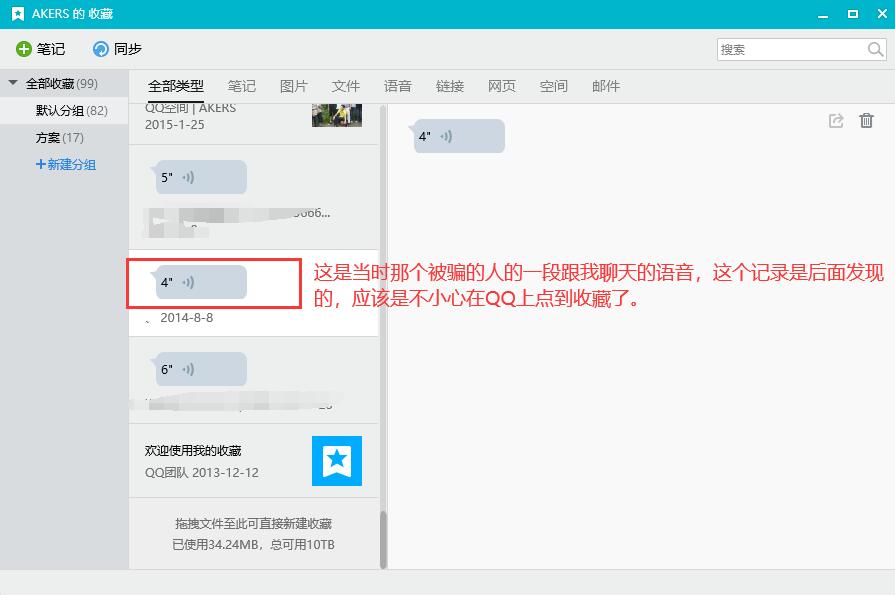 AKERS 的 收藏
笔记
同步
搜索
全部收藏(99)
默认分组(82)
方案(17)
新建分组
全部类型 笔记 图片 文件 语音 链接 网页 空间 邮件
QQ空间 | AKERS
2015-1-25
5"
4"
2014-8-8
6"
欢迎使用我的收藏
QQ团队 2013-12-12
拖拽文件至此可直接新建收藏
已使用34.24MB，总可用10TB
4"
这是当时那个被骗的人的一段跟我聊天的语音，这个记录是后面发现
的，应该是不小心在QQ上点到收藏了。